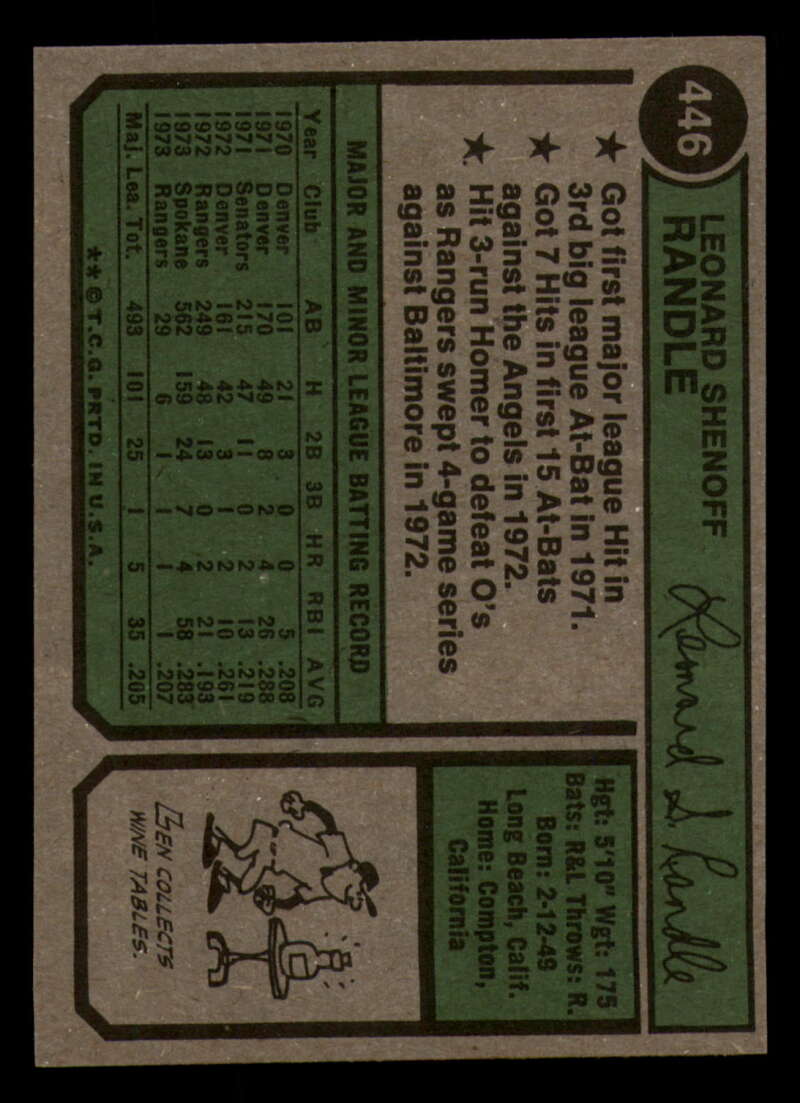 446
LEONARD SHENOFF
RANDLE
Lenard S. Randle
★ Got first major league Hit in
3rd big league At-Bat in 1971.
★ Got 7 Hits in first 15 At-Bats
against the Angels in 1972.
★ Hit 3-run Homer to defeat O's
as Rangers swept 4-game series
against Baltimore in 1972.
MAJOR AND MINOR LEAGUE BATTING RECORD
Year Club AB H 2B 3B HR RBI AVG
1970 Denver 101 21 3 0 0 5 .208
1971 Denver 170 49 8 2 4 26 .288
1971 Senators 215 47 11 0 2 13 .219
1972 Denver 161 42 3 1 2 10 .261
1972 Rangers 249 48 13 0 2 21 .193
1973 Spokane 562 159 24 7 4 58 .283
1973 Rangers 29 6 1 1 1 1 .207
Maj. Lea. Tot. 493 101 25 1 5 35 .205
**©T.C.G. PRTD. IN U.S.A.
Hgt: 5'10" Wgt: 175
Bats: R&L Throws: R.
Born: 2-12-49
Long Beach, Calif.
Home: Compton,
California
LEN COLLECTS
WINE TABLES.